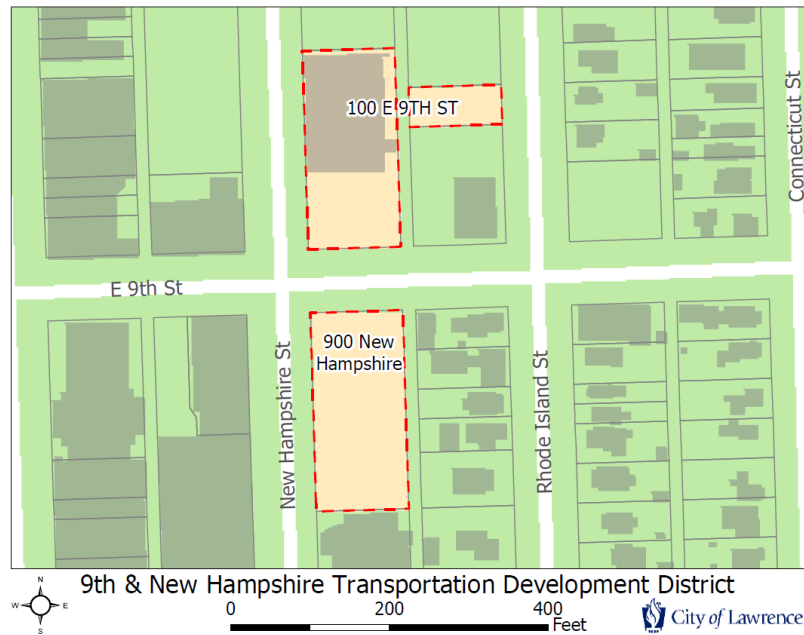 100 E 9TH ST
Connecticut St
E 9th St
New Hampshire St
900 New
Hampshire
Rhode Island St
9th & New Hampshire Transportation Development District
N
W E
S
0 200 400
Feet
City of Lawrence